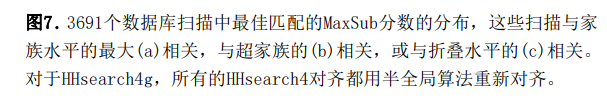 图7. 3691个数据库扫描中最佳匹配的MaxSub分数的分布，这些扫描与家
族水平的最大(a)相关，与超家族的(b)相关，或与折叠水平的(c)相关。
对于HHsearch4g，所有的HHsearch4对齐都用半全局算法重新对齐。